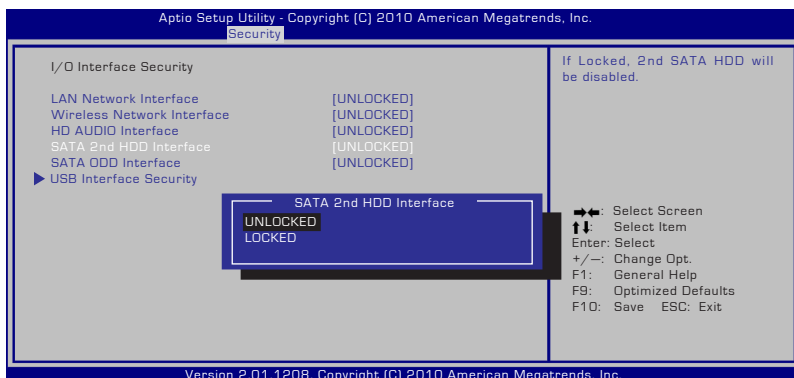 Aptio Setup Utility - Copyright (C) 2010 American Megatrends, Inc.
Security
I/O Interface Security
LAN Network Interface [UNLOCKED]
Wireless Network Interface [UNLOCKED]
HD AUDIO Interface [UNLOCKED]
SATA 2nd HDD Interface [UNLOCKED]
SATA ODD Interface [UNLOCKED]
USB Interface Security
SATA 2nd HDD Interface
UNLOCKED
LOCKED
If Locked, 2nd SATA HDD will
be disabled.
→←: Select Screen
↑↓: Select Item
Enter: Select
+/—: Change Opt.
F1: General Help
F9: Optimized Defaults
F10: Save ESC: Exit
Version 2.01.1208. Copyright (C) 2010 American Megatrends, Inc.